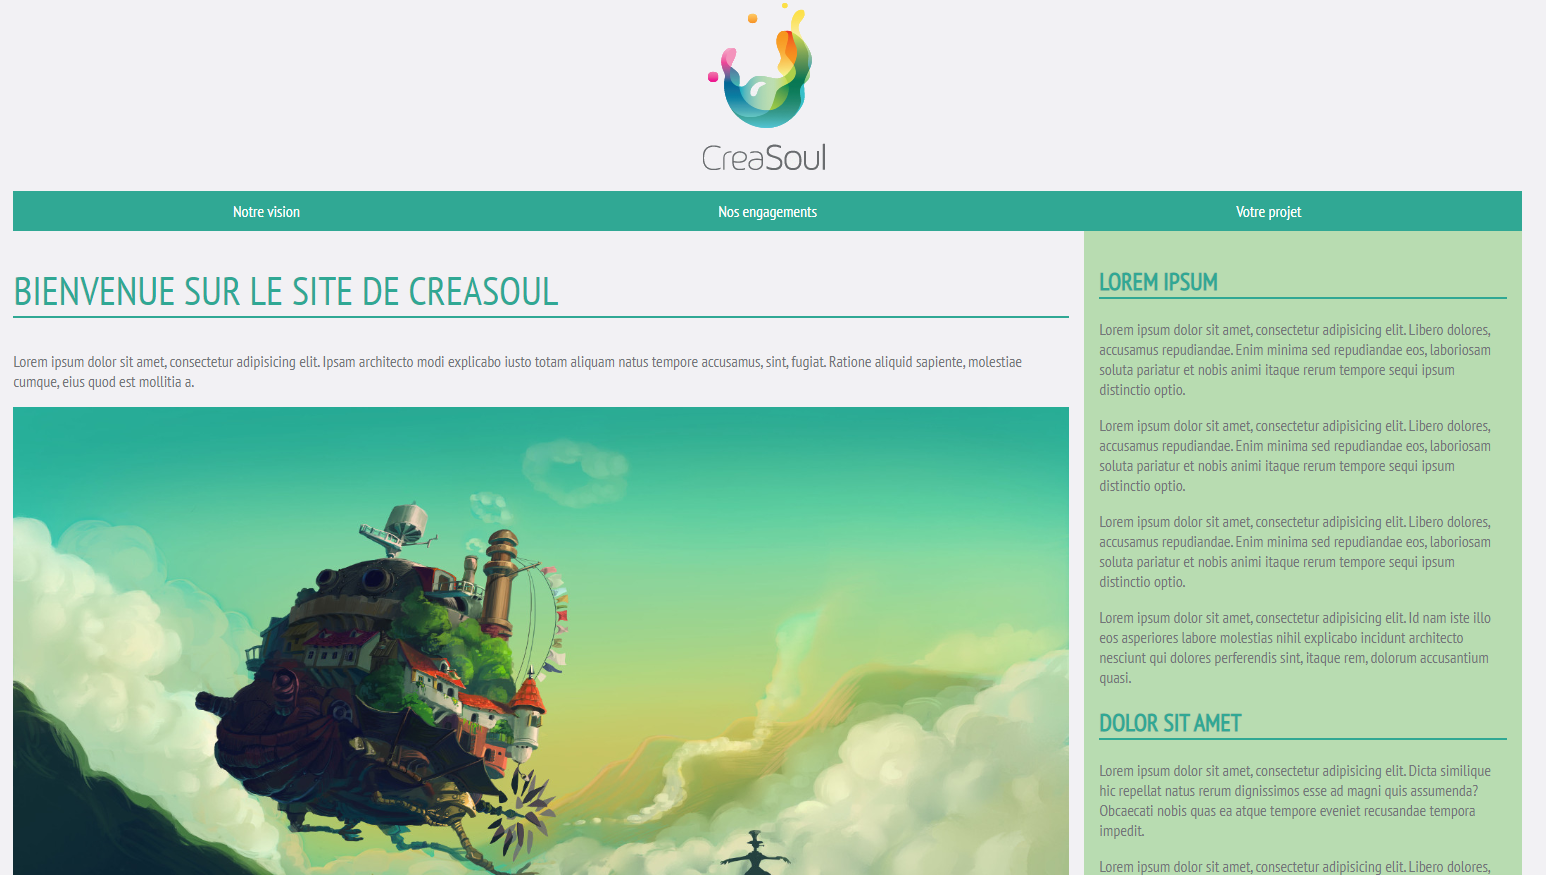 CreaSoul
Notre vision
Nos engagements
Votre projet
BIENVENUE SUR LE SITE DE CREASOUL
Lorem ipsum dolor sit amet, consectetur adipisicing elit. Ipsam architecto modi explicabo iusto totam aliquam natus tempore accusamus, sint, fugiat. Ratione aliquid sapiente, molestiae
cumque, eius quod est mollitia a.
LOREM IPSUM
Lorem ipsum dolor sit amet, consectetur adipisicing elit. Libero dolores,
accusamus repudiandae. Enim minima sed repudiandae eos, laboriosam
soluta pariatur et nobis animi itaque rerum tempore sequi ipsum
distinctio optio.
Lorem ipsum dolor sit amet, consectetur adipisicing elit. Libero dolores,
accusamus repudiandae. Enim minima sed repudiandae eos, laboriosam
soluta pariatur et nobis animi itaque rerum tempore sequi ipsum
distinctio optio.
Lorem ipsum dolor sit amet, consectetur adipisicing elit. Libero dolores,
accusamus repudiandae. Enim minima sed repudiandae eos, laboriosam
soluta pariatur et nobis animi itaque rerum tempore sequi ipsum
distinctio optio.
Lorem ipsum dolor sit amet, consectetur adipisicing elit. Id nam iste illo
eos asperiores labore molestias nihil explicabo incidunt architecto
nesciunt qui dolores perferendis sint, itaque rem, dolorum accusantium
quasi.
DOLOR SIT AMET
Lorem ipsum dolor sit amet, consectetur adipisicing elit. Dicta similique
hic repellat natus rerum dignissimos esse ad magni quis assumenda?
Obcaecati nobis quas ea atque tempore eveniet recusandae tempora
impedit.
Lorem ipsum dolor sit amet, consectetur adipisicing elit. Libero dolores,